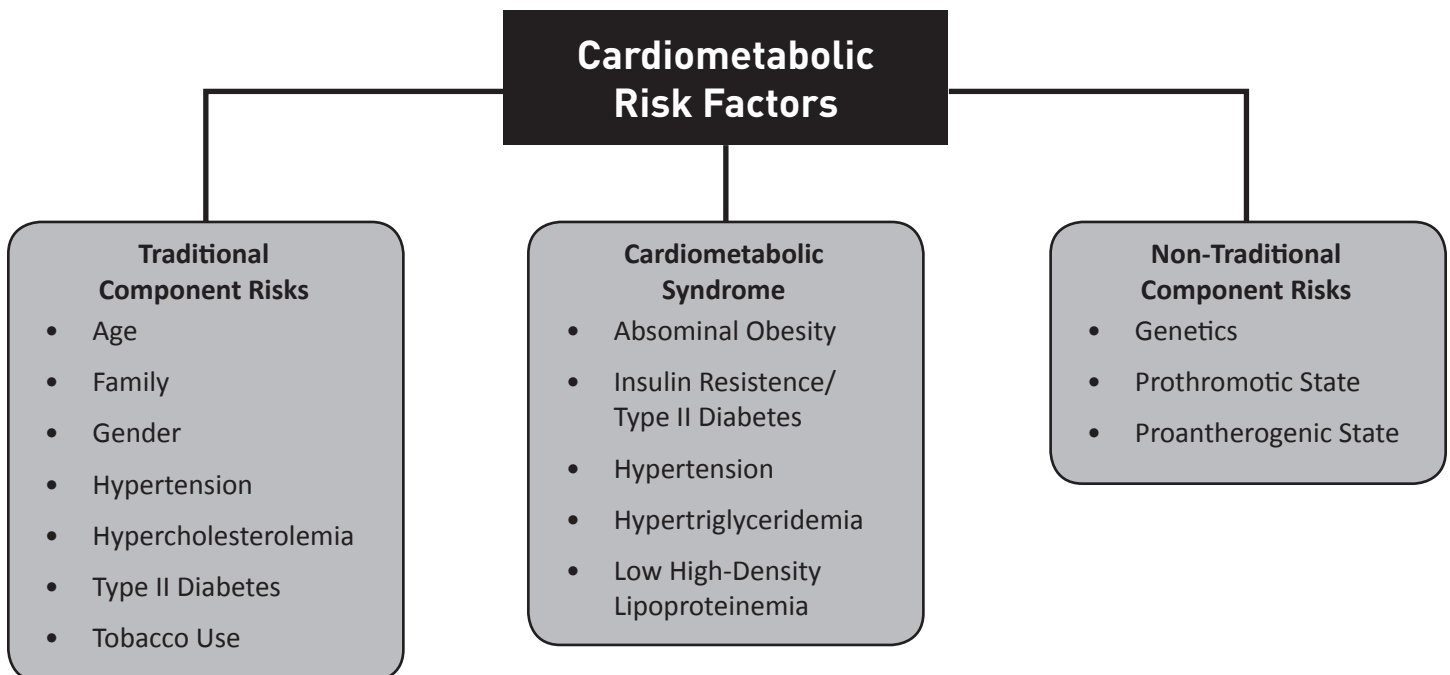 Cardiometabolic
Risk Factors
Traditional
Component Risks
• Age
• Family
• Gender
• Hypertension
• Hypercholesterolemia
• Type II Diabetes
• Tobacco Use
Cardiometabolic
Syndrome
• Absominal Obesity
• Insulin Resistence/
Type II Diabetes
• Hypertension
• Hypertriglyceridemia
• Low High-Density
Lipoproteinemia
Non-Traditional
Component Risks
• Genetics
• Prothromotic State
• Proantherogenic State